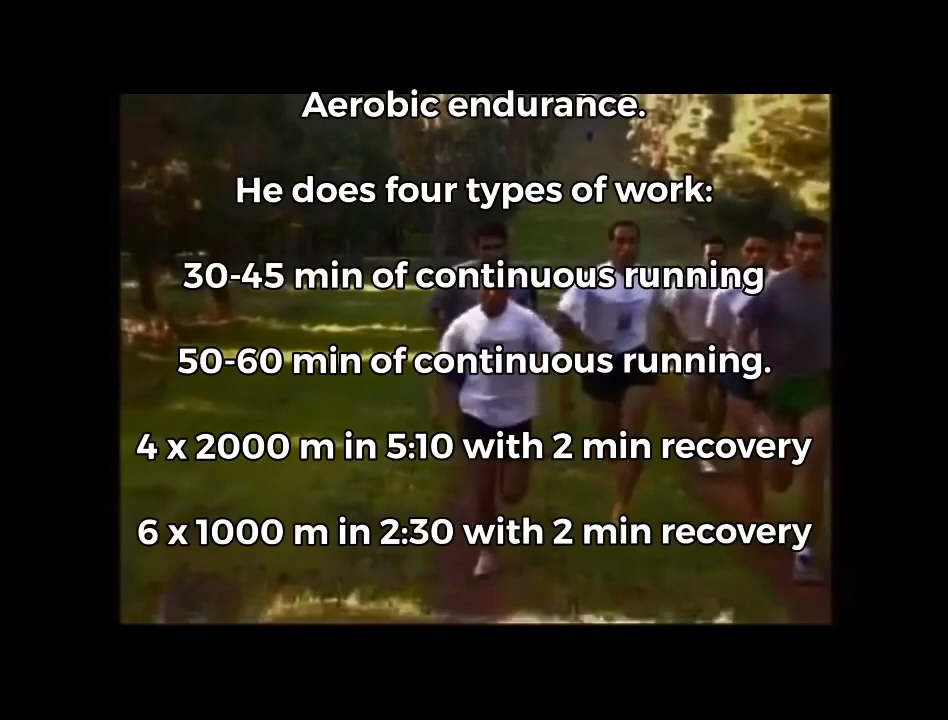 Aerobic endurance.
He does four types of work:
30-45 min of continuous running
50-60 min of continuous running.
4 x 2000 m in 5:10 with 2 min recovery
6 x 1000 m in 2:30 with 2 min recovery